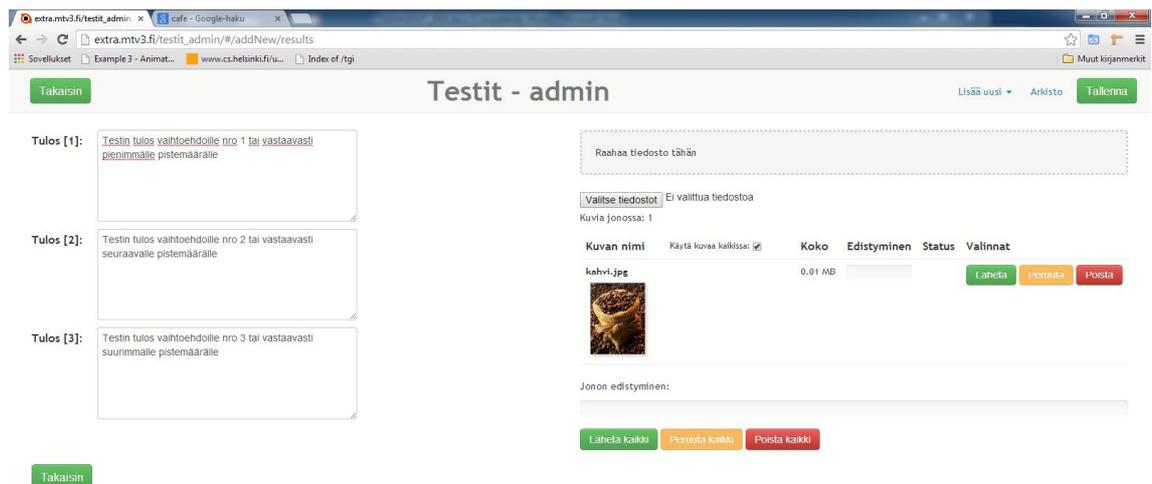 extra.mtv3.fi/testit_admin. cafe - Google-haku
extra.mtv3.fi/testit_admin/#/addNew/results
Sovellukset Example 3 - Animat... www.cs.helsinki.fi/u... Index of /tgi Muut kirjanmerkit
Takaisin Testit - admin Lisää uusi Arkisto Tallenna
Tulos [1]: Testin tulos vaihtoehdoille nro 1 tai vastaavasti
pienimmälle pistemäärälle
Raahaa tiedosto tähän
Valitse tiedostot Ei valittua tiedostoa
Kuvia jonossa: 1
Tulos [2]: Testin tulos vaihtoehdoille nro 2 tai vastaavasti
seuraavalle pistemäärälle
Kuvan nimi Käytä kuvaa kaikissa: Koko Edistyminen Status Valinnat
kahvi.jpg 0.01 MB Lähetä Peruuta Poista
Tulos [3]: Testin tulos vaihtoehdoille nro 3 tai vastaavasti
suurimmalle pistemäärälle
Jonon edistyminen:
Lähetä kaikki Peruuta kaikki Poista kaikki
Takaisin